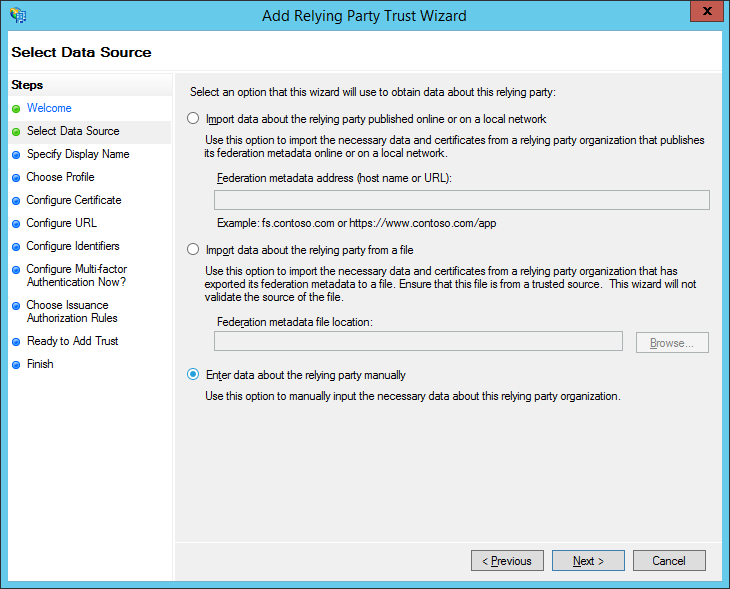 Add Relying Party Trust Wizard
X
Select Data Source
Steps
Welcome
Select Data Source
Specify Display Name
Choose Profile
Configure Certificate
Configure URL
Configure Identifiers
Configure Multi-factor
Authentication Now?
Choose Issuance
Authorization Rules
Ready to Add Trust
Finish
Select an option that this wizard will use to obtain data about this relying party:
Import data about the relying party published online or on a local network
Use this option to import the necessary data and certificates from a relying party organization that publishes
its federation metadata online or on a local network.
Federation metadata address (host name or URL):
Example: fs.contoso.com or https://www.contoso.com/app
Import data about the relying party from a file
Use this option to import the necessary data and certificates from a relying party organization that has
exported its federation metadata to a file. Ensure that this file is from a trusted source.  This wizard will not
validate the source of the file.
Federation metadata file location:
Browse...
Enter data about the relying party manually
Use this option to manually input the necessary data about this relying party organization.
< Previous
Next >
Cancel